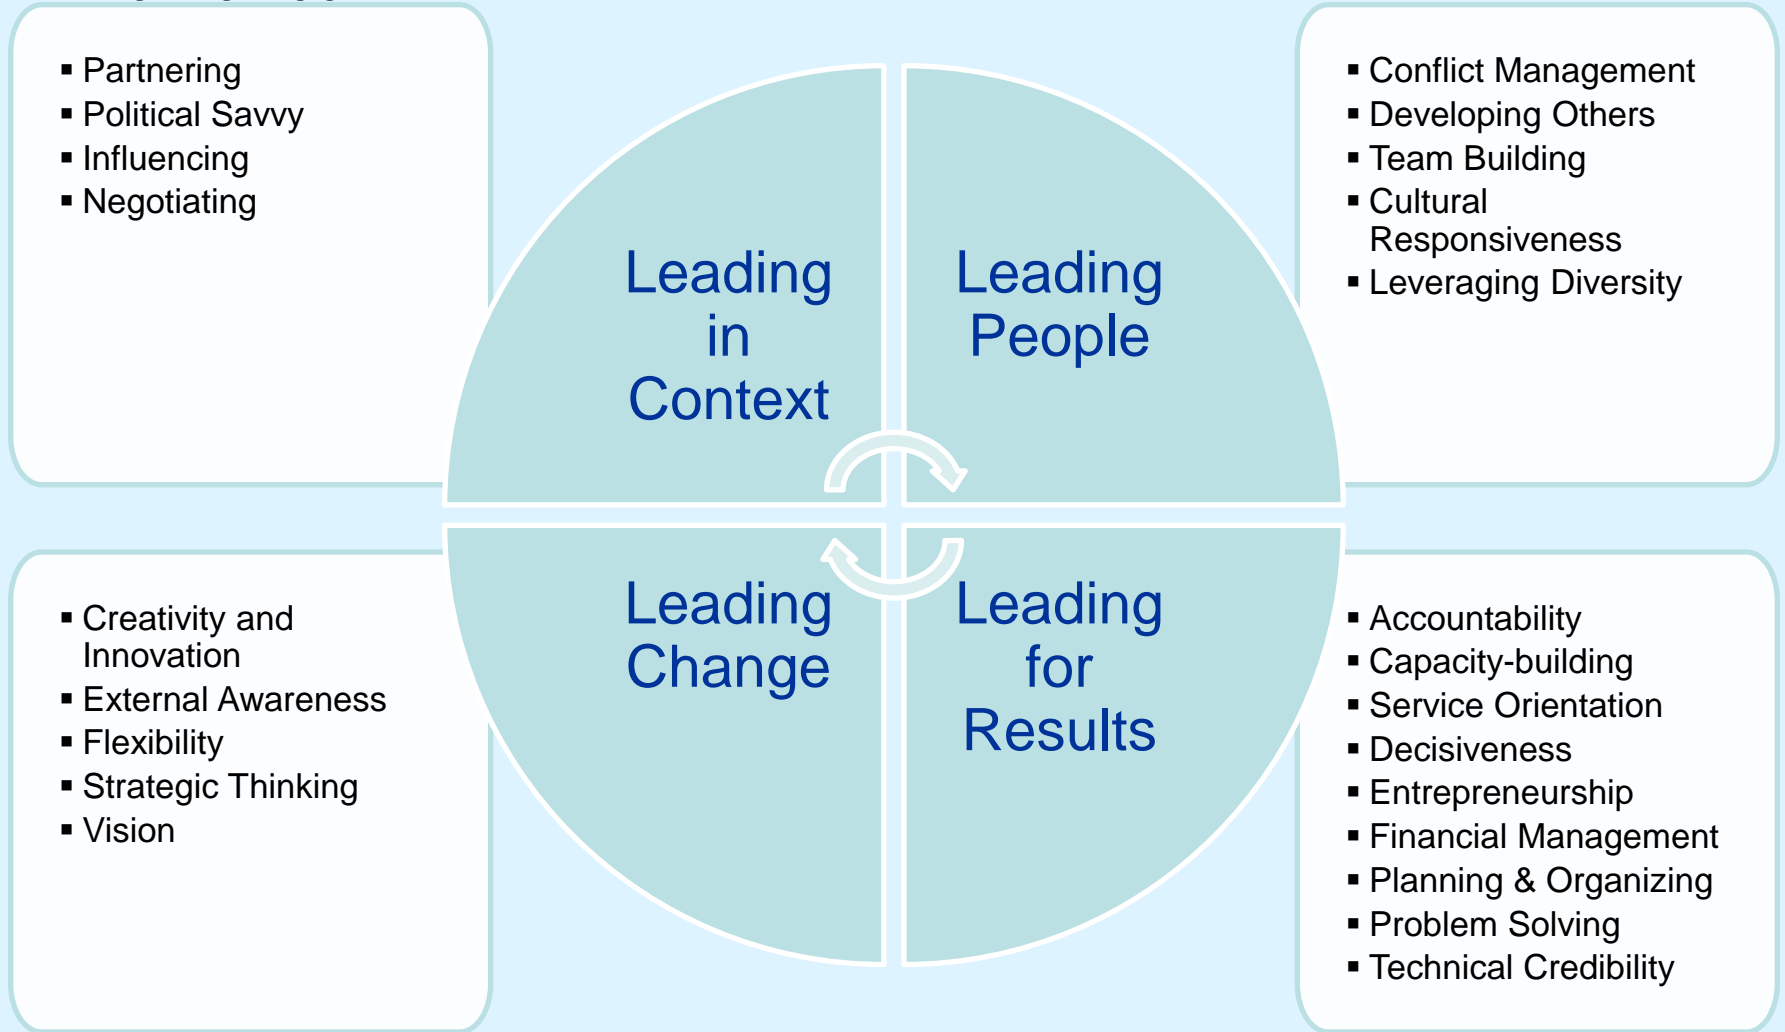 ▪ Partnering
▪ Political Savvy
▪ Influencing
▪ Negotiating
Leading
in
Context
Leading
People
▪ Conflict Management
▪ Developing Others
▪ Team Building
▪ Cultural
Responsiveness
▪ Leveraging Diversity
▪ Creativity and
Innovation
▪ External Awareness
▪ Flexibility
▪ Strategic Thinking
▪ Vision
Leading
Change
Leading
for
Results
▪ Accountability
▪ Capacity-building
▪ Service Orientation
▪ Decisiveness
▪ Entrepreneurship
▪ Financial Management
▪ Planning & Organizing
▪ Problem Solving
▪ Technical Credibility